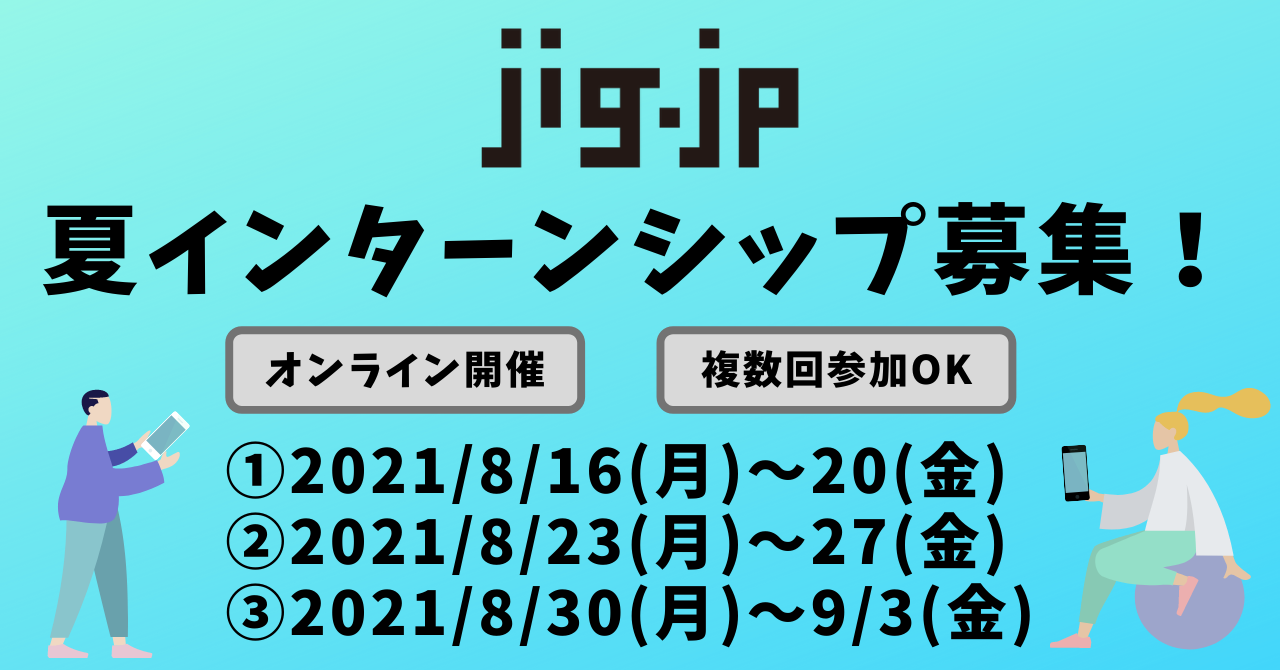 jig.jp
夏インターンシップ募集！
オンライン開催
複数回参加OK
①2021/8/16(月)〜20(金)
②2021/8/23(月)〜27(金)
③2021/8/30(月)〜9/3(金)